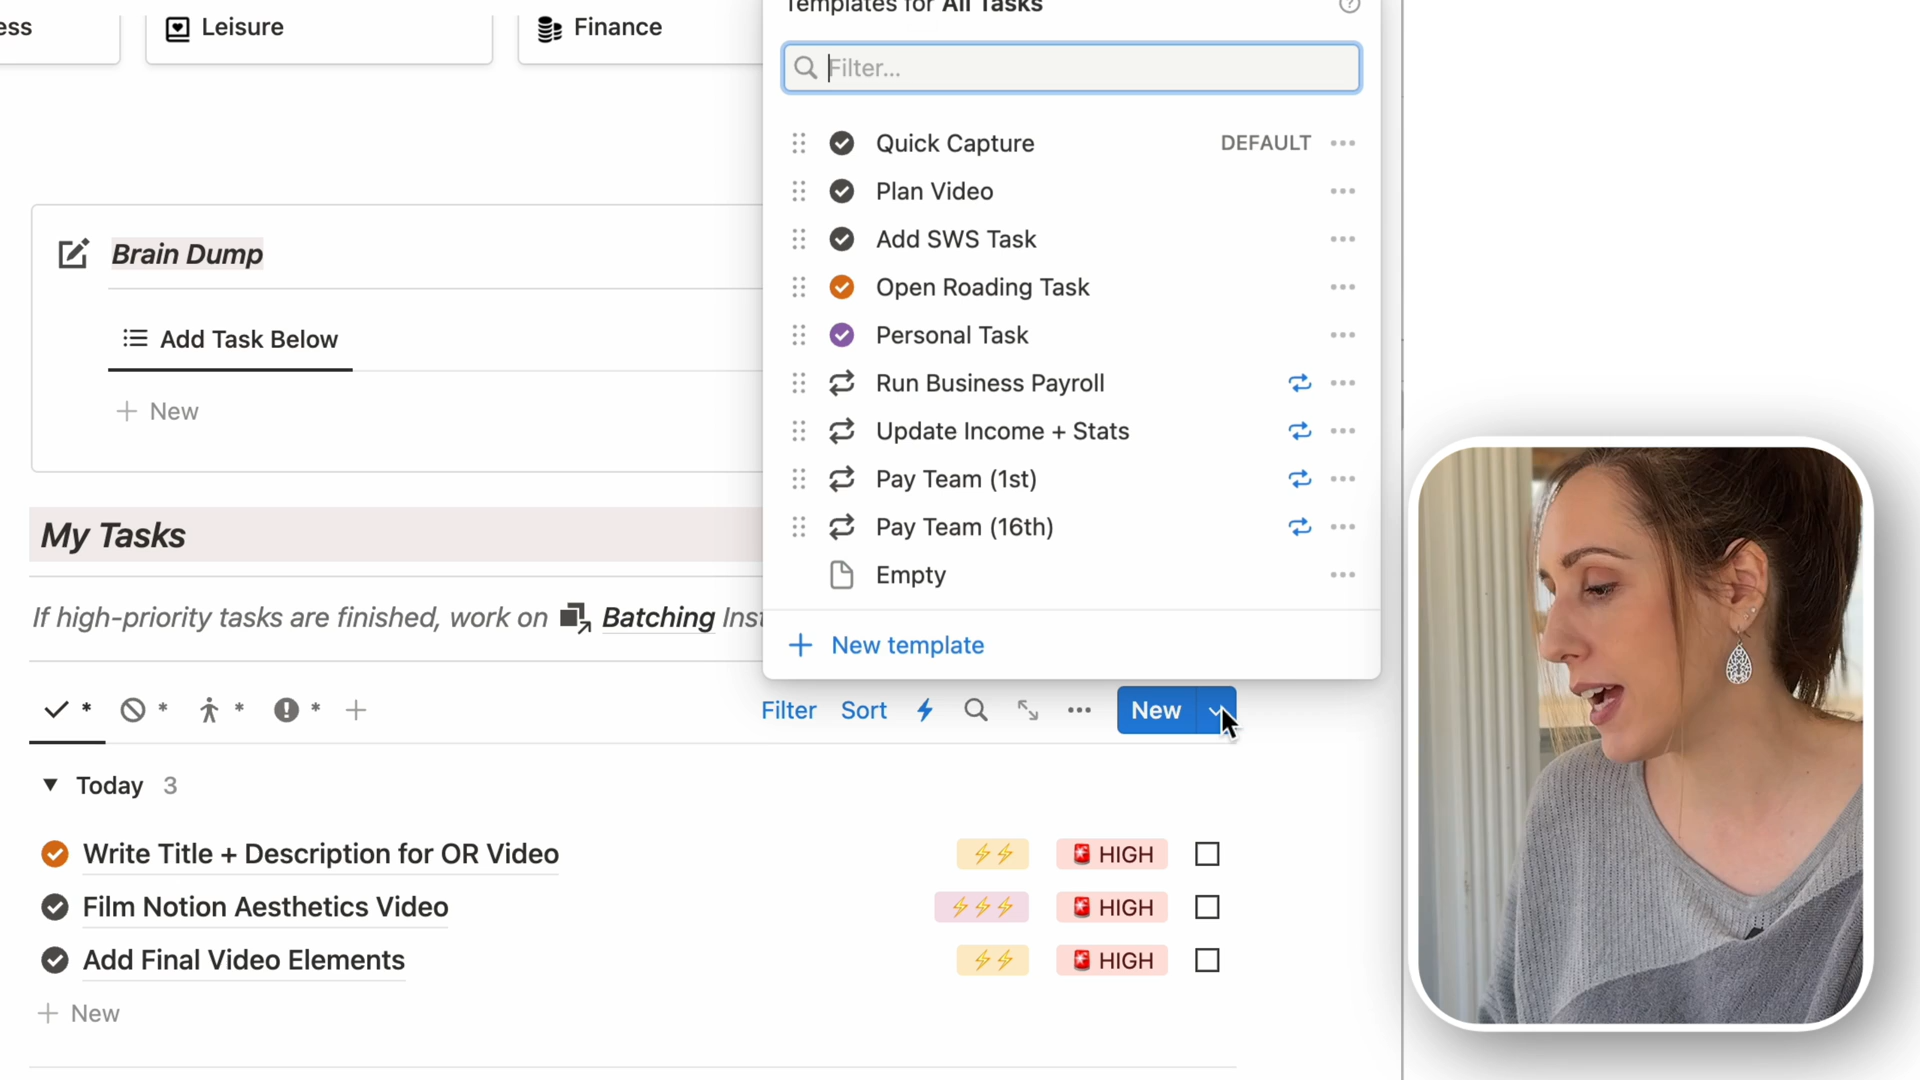 ess
Leisure
Finance
Templates for All Tasks
Filter...
Quick Capture DEFAULT
Plan Video
Add SWS Task
Open Roading Task
Personal Task
Run Business Payroll
Update Income + Stats
Pay Team (1st)
Pay Team (16th)
Empty
New template
Brain Dump
Add Task Below
New
My Tasks
If high-priority tasks are finished, work on Batching Inst
Filter Sort New
Today 3
Write Title + Description for OR Video HIGH
Film Notion Aesthetics Video HIGH
Add Final Video Elements HIGH
New